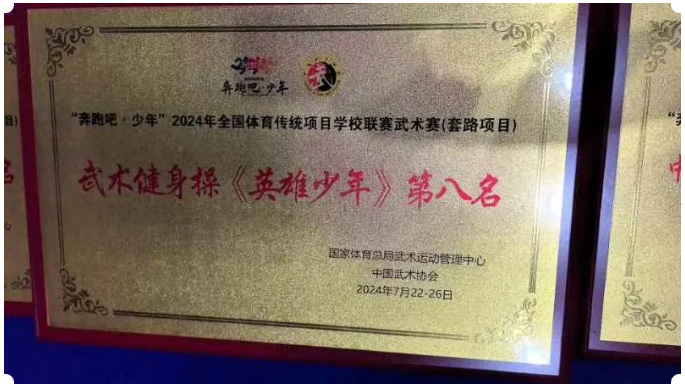 奔跑吧·少年
武
“奔跑吧·少年”2024年全国体育传统项目学校联赛武术赛(套路项目)
武术健身操《英雄少年》第八名
国家体育总局武术运动管理中心
中国武术协会
2024年7月22-26日